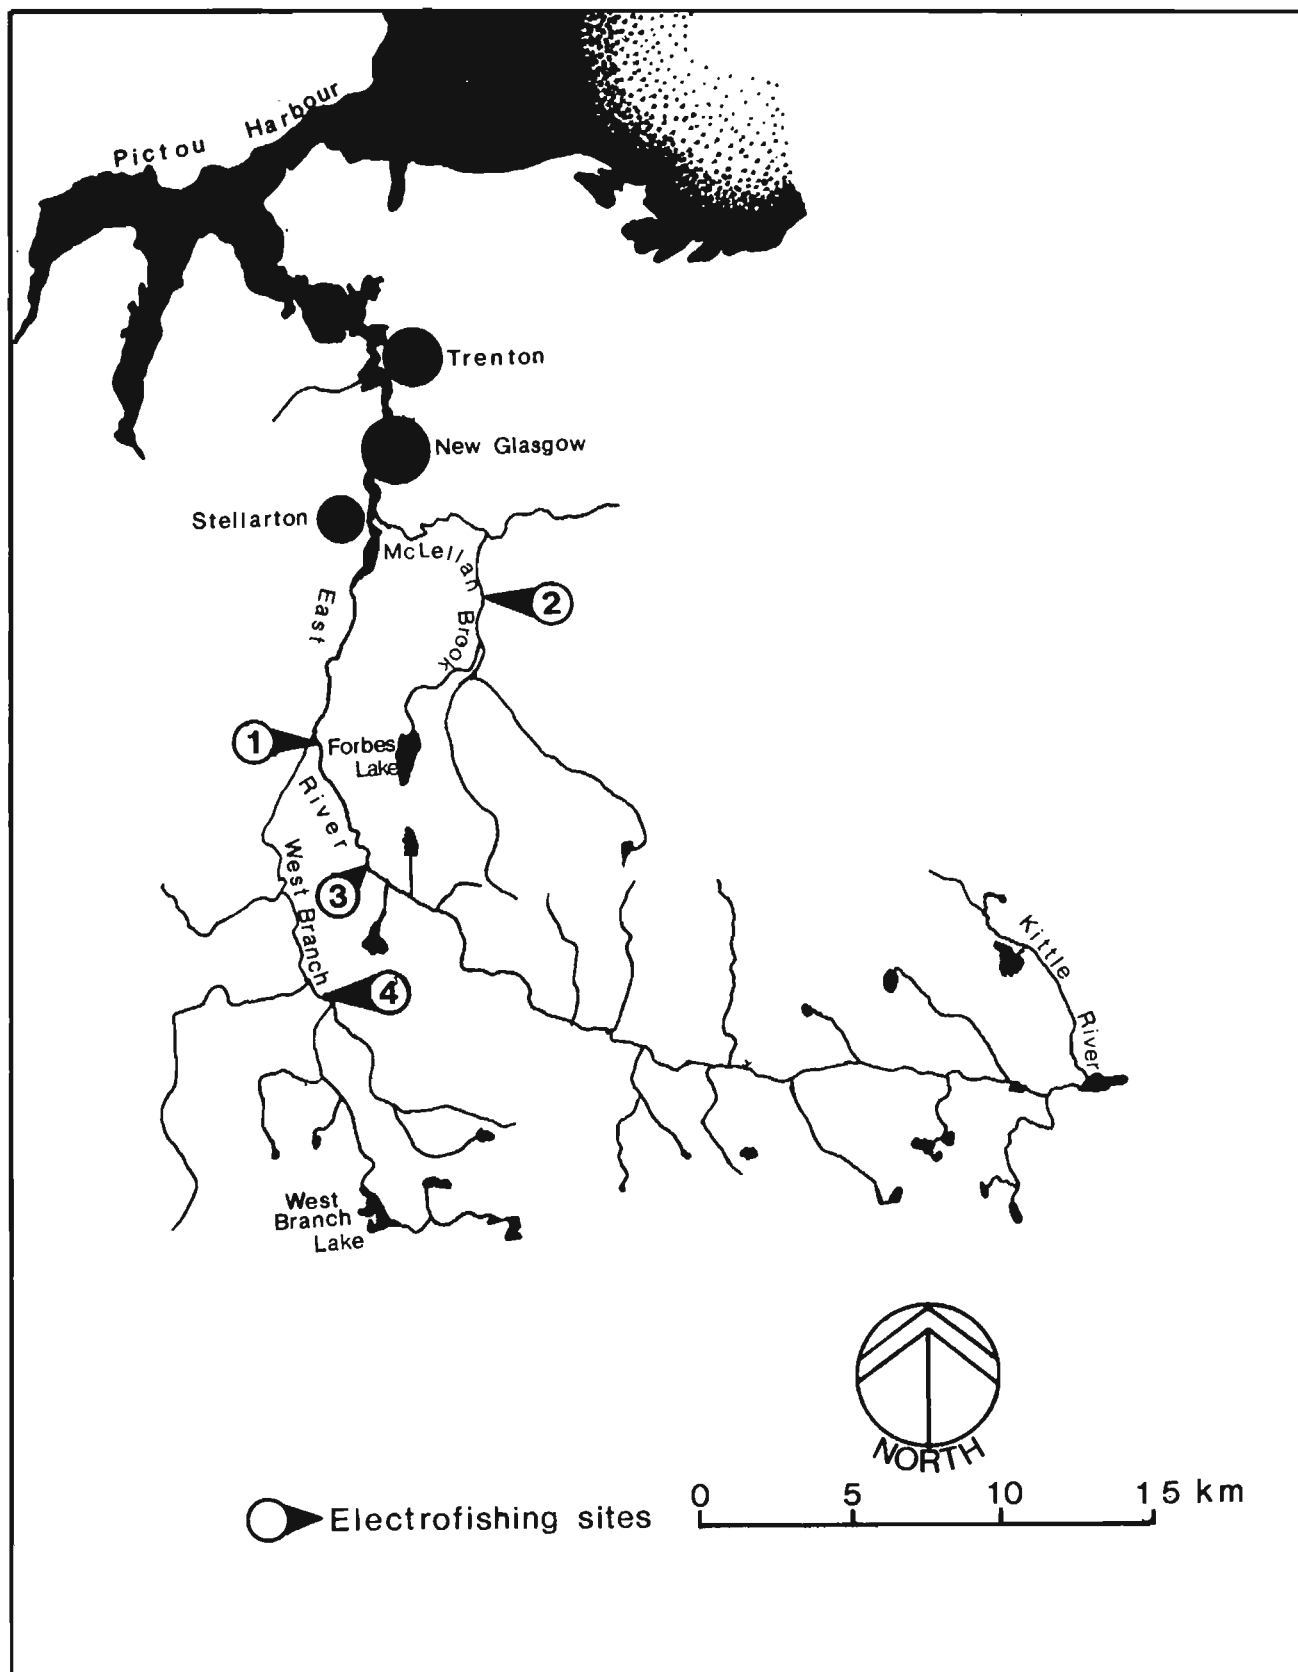 Pictou Harbour
Trenton
New Glasgow
Stellarton
McLellan Brook
2
East River
1
Forbes
Lake
3
West Branch
4
Kittle River
West
Branch
Lake
NORTH
0 5 10 15 km
Electrofishing sites